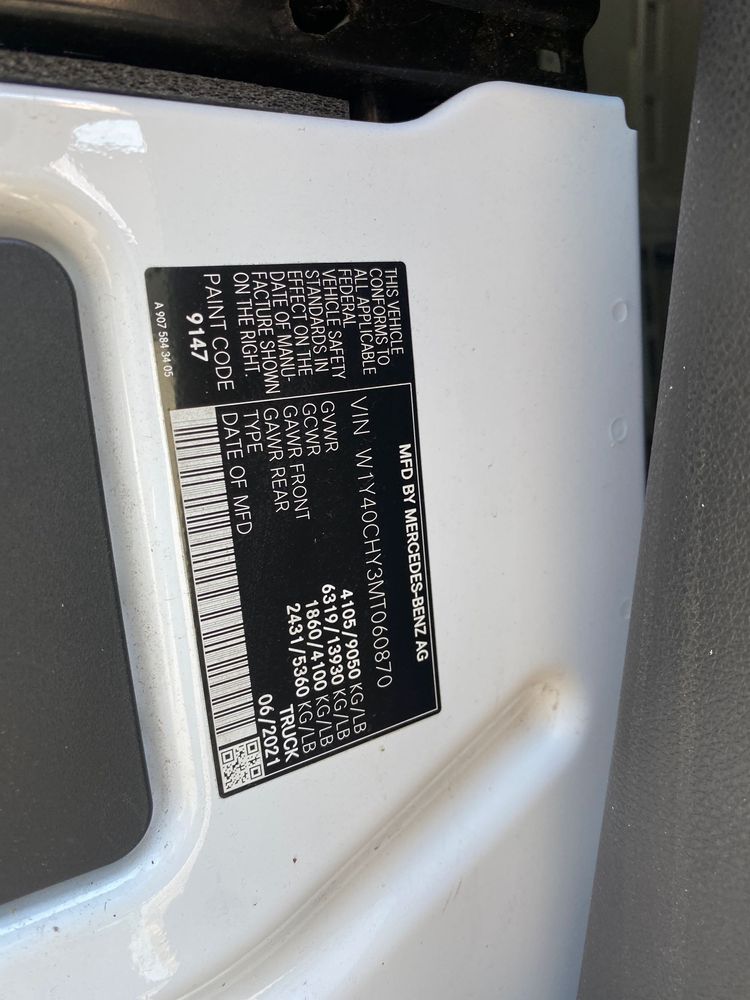 MFD BY MERCEDES-BENZ AG
THIS VEHICLE
CONFORMS TO
ALL APPLICABLE
FEDERAL
VEHICLE SAFETY
STANDARDS IN
EFFECT ON THE
DATE OF MANU-
FACTURE SHOWN
ON THE RIGHT
PAINT CODE
9147
A 907 584 34 05
VIN W1Y40CHY3MT060870
GVWR 4105/9050 KG/LB
GCWR 6319/13930 KG/LB
GAWR FRONT 1860/4100 KG/LB
GAWR REAR 2431/5360 KG/LB
TYPE TRUCK
DATE OF MFD 06/2021